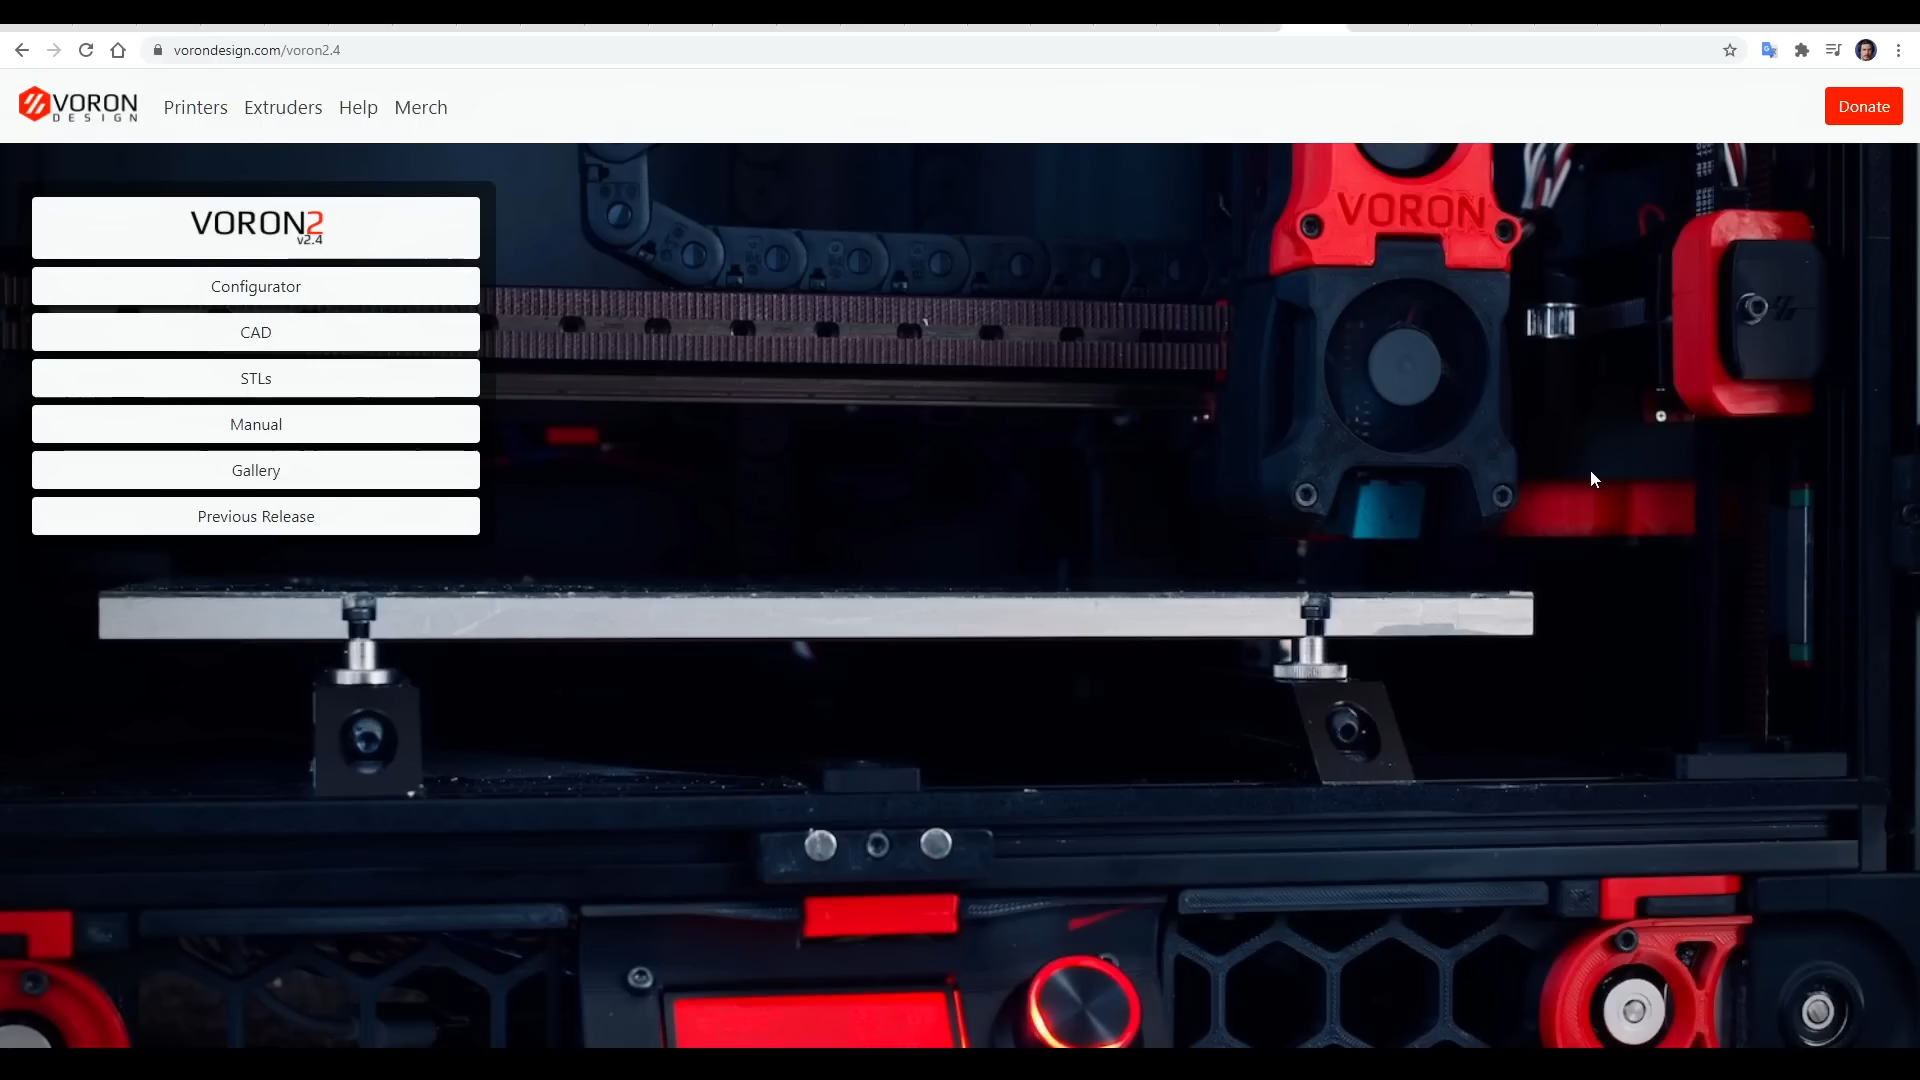 vorondesign.com/voron2.4
VORON
DESIGN
Printers Extruders Help Merch
Donate
VORON2
v2.4
Configurator
CAD
STLs
Manual
Gallery
Previous Release
VORON